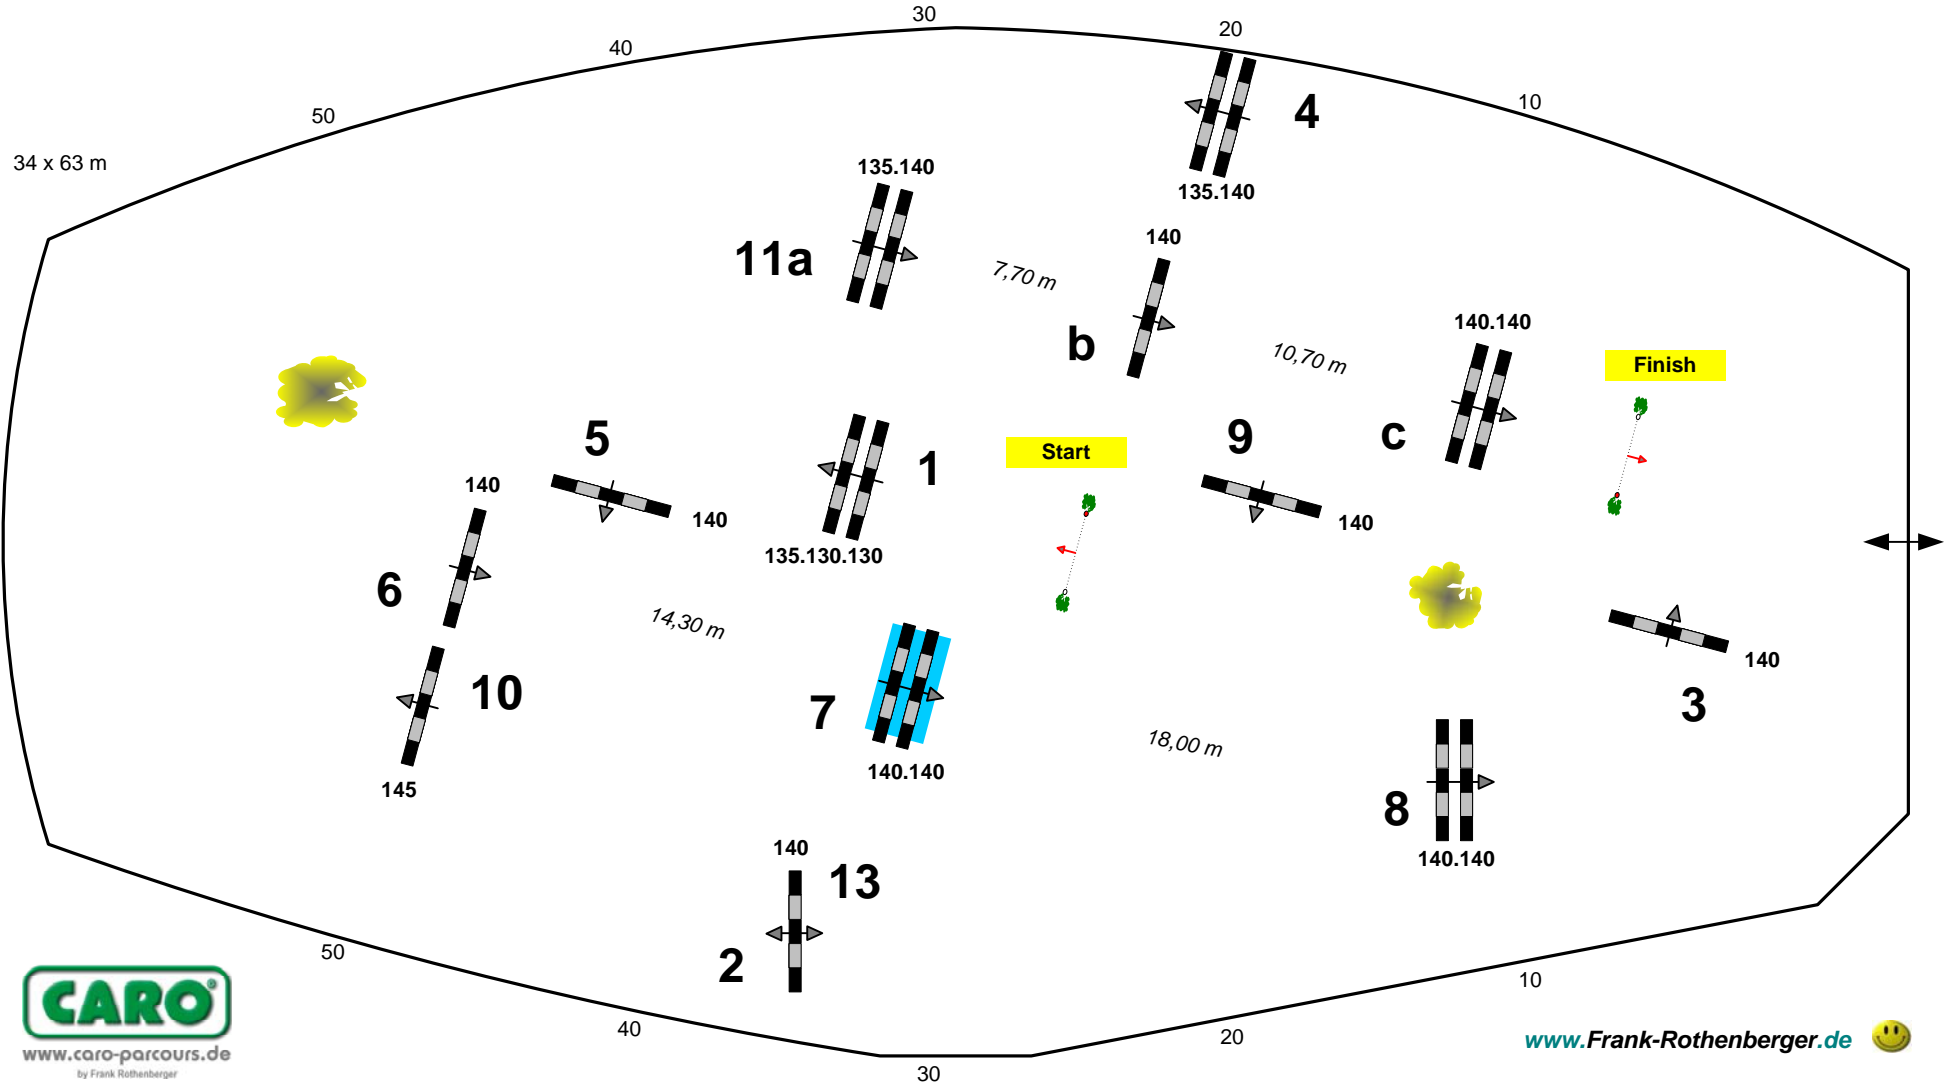 30
20
40
10
50
34 x 63 m
4
135.140
135.140
11a
140
7,70 m
b
140.140
10,70 m
Finish
c
5
9
1
Start
140
140
140
135.130.130
6
14,30 m
140
10
7
3
18,00 m
140.140
145
8
140.140
140
13
2
50
10
40
20
30
CARO®
www.caro-parcours.de
by Frank Rothenberger
www.Frank-Rothenberger.de